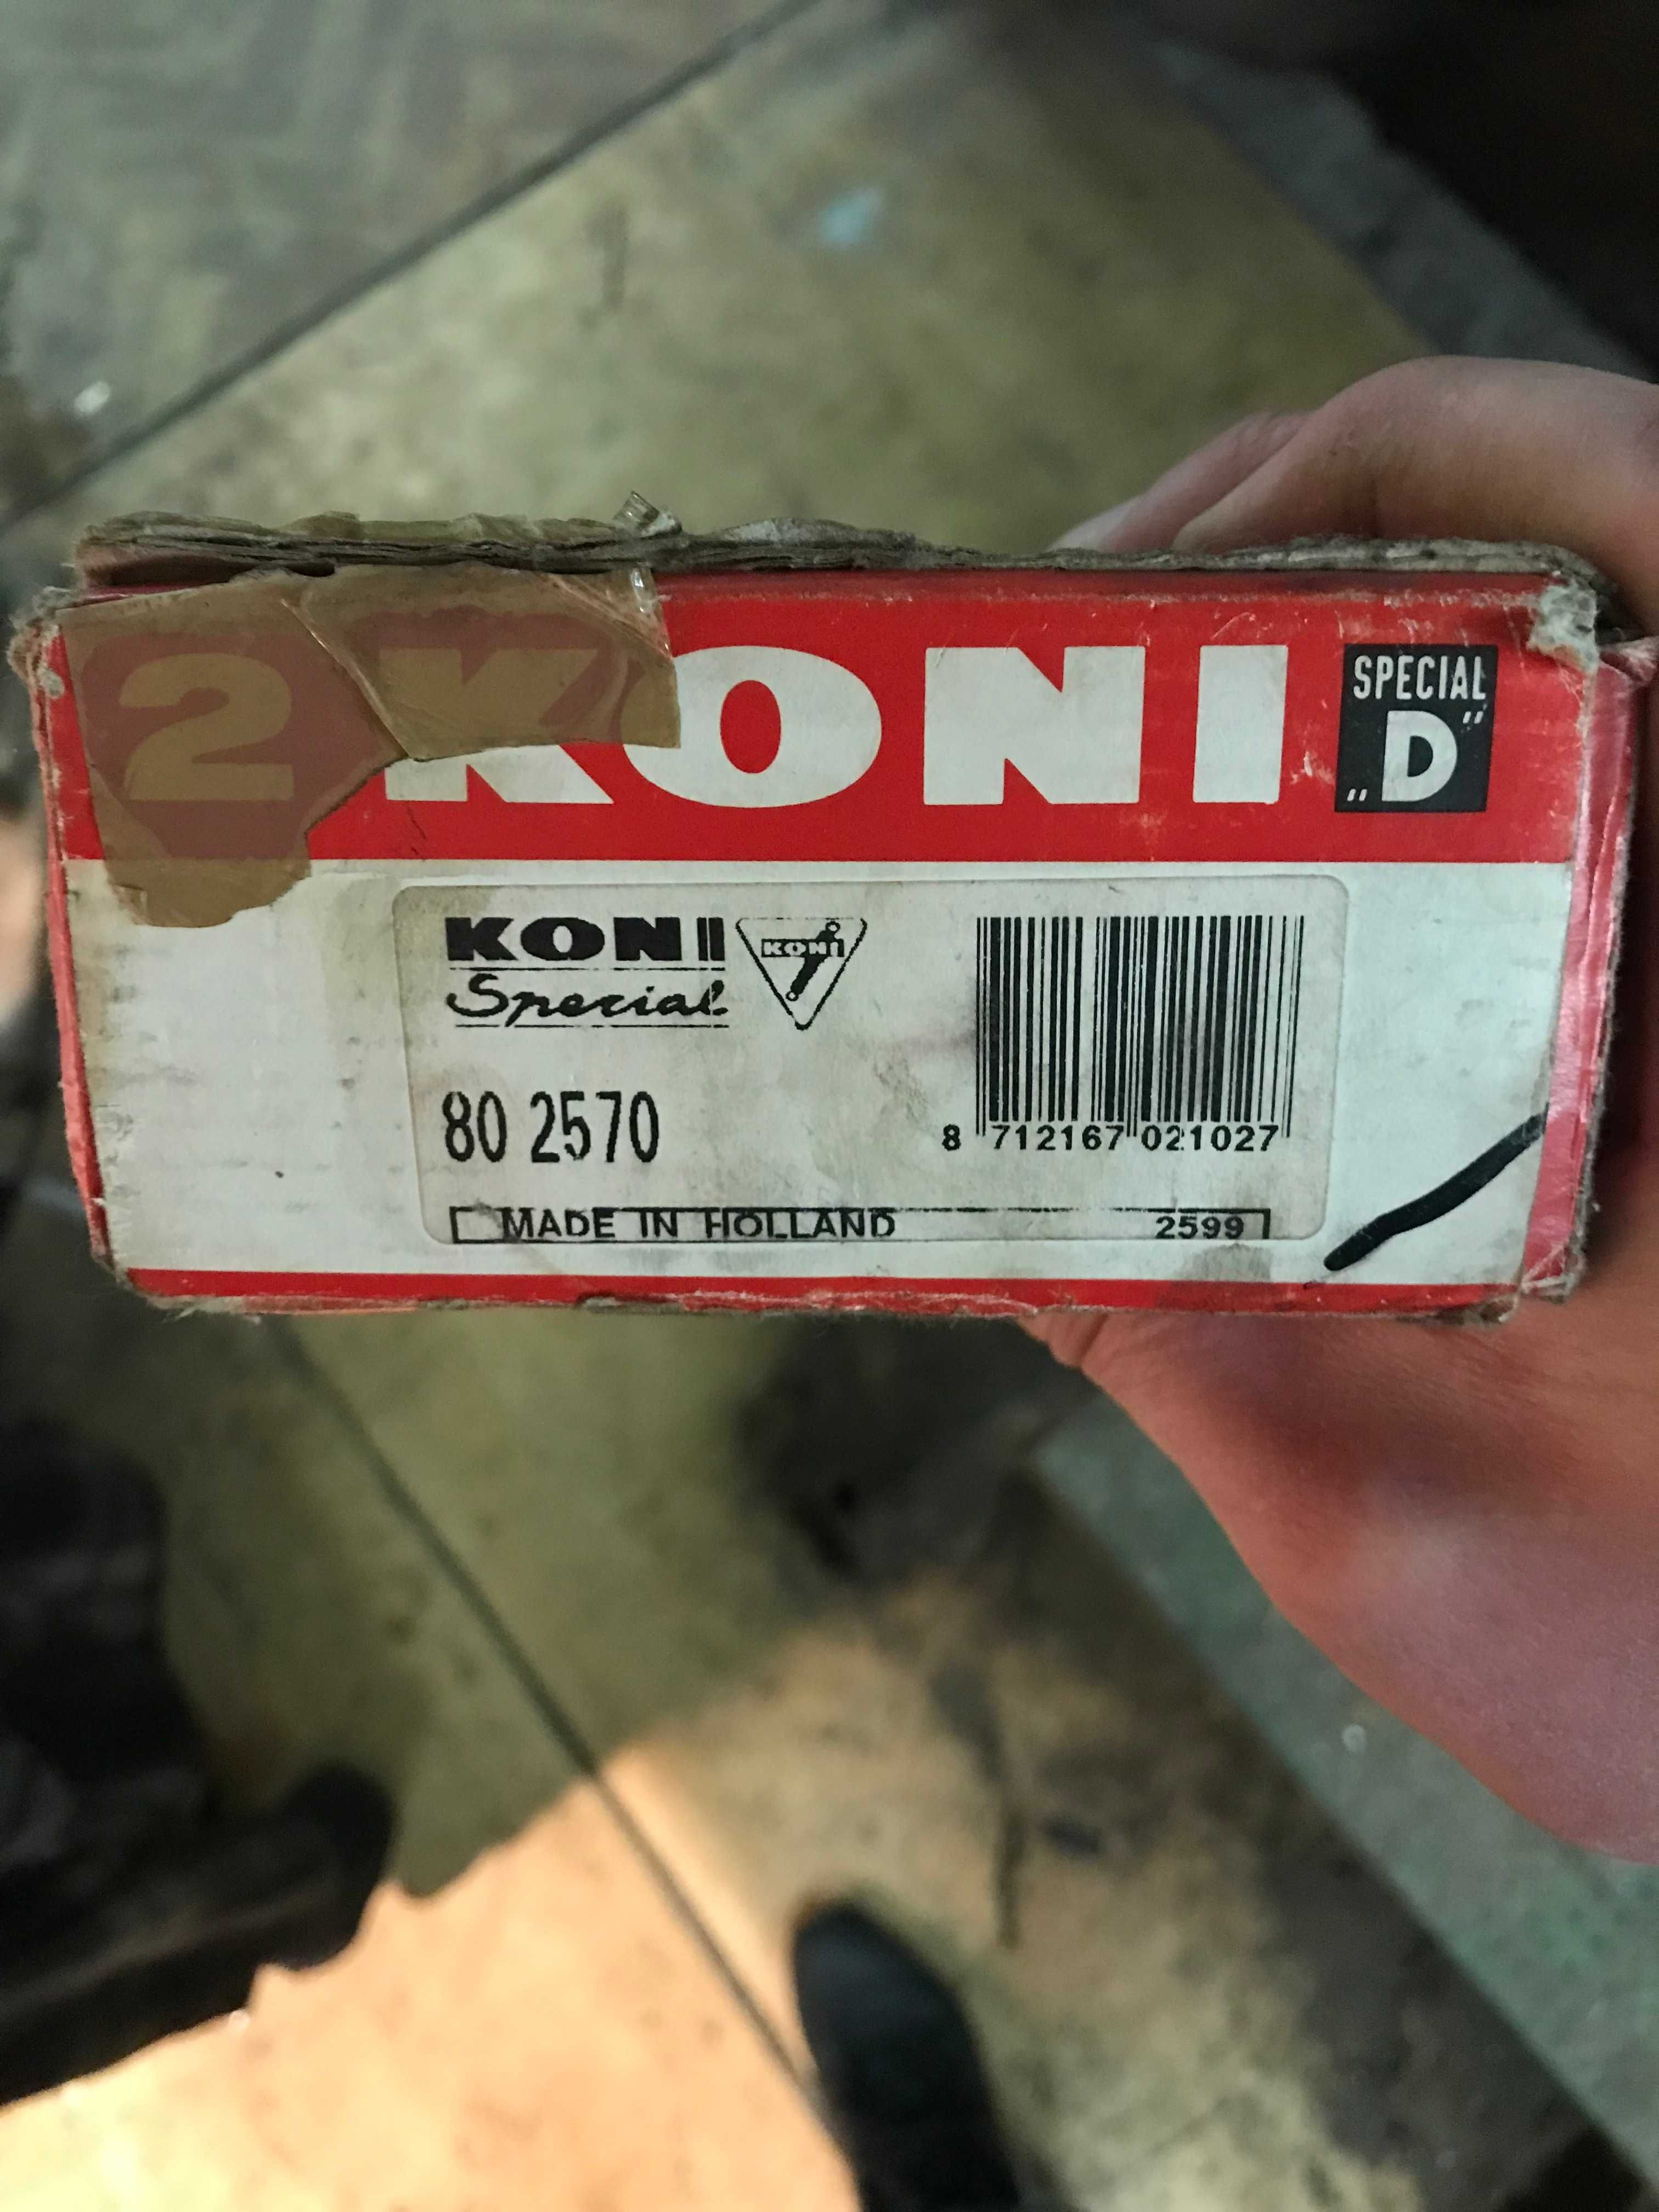 2 KONI
SPECIAL
„D”
KONI
Special
KONI
80 2570
8 712167 021027
MADE IN HOLLAND 2599